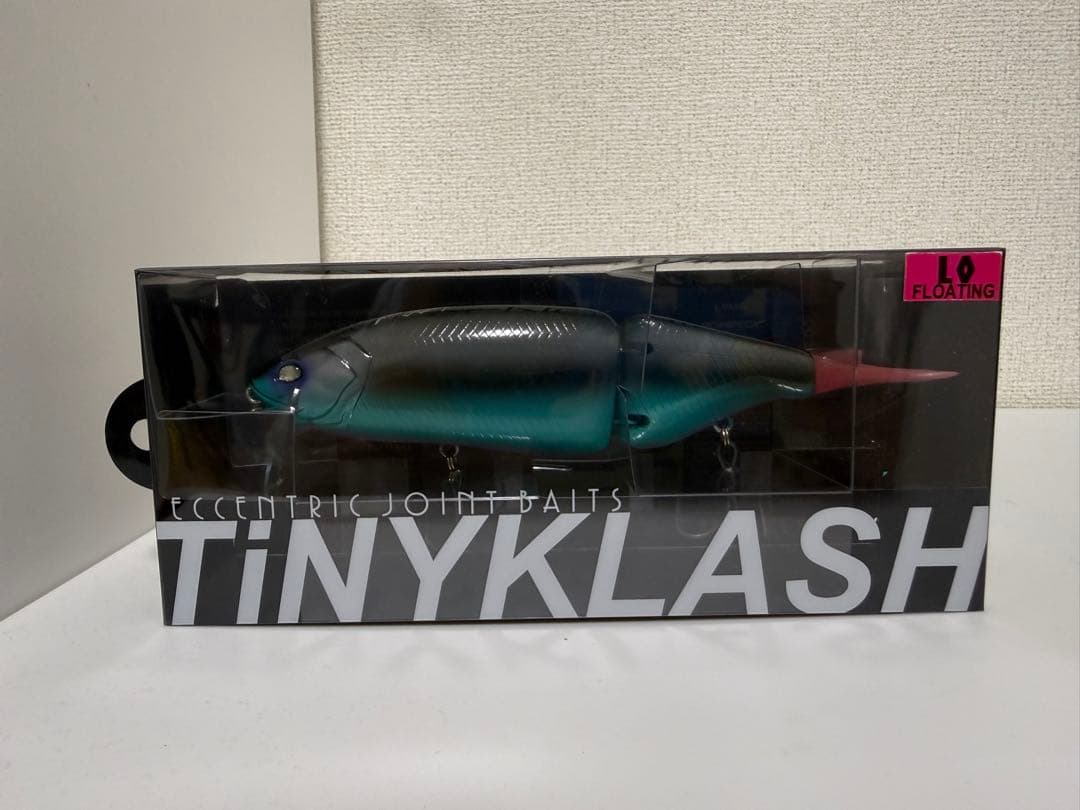 LO
FLOATING
ECCENTRIC JOINT BAITS
TiNYKLASH